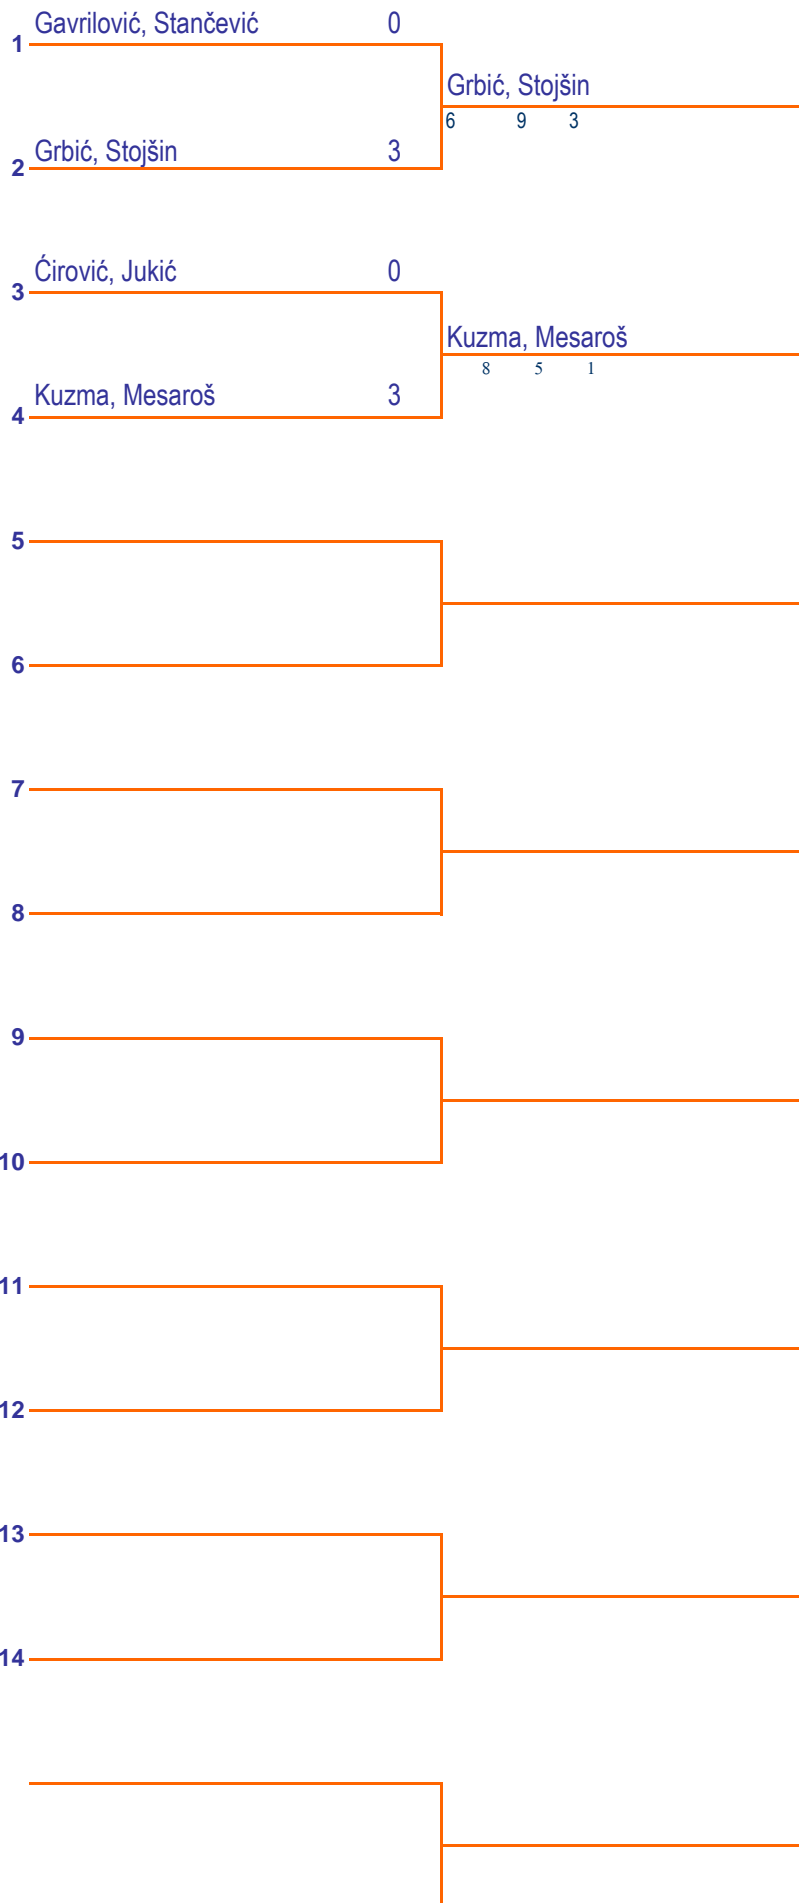 Gavrilović, Stančević 0
1
Grbić, Stojšin
6 9 3
Grbić, Stojšin 3
2
Ćirović, Jukić 0
3
Kuzma, Mesaroš
8 5 1
Kuzma, Mesaroš 3
4
5
6
7
8
9
10
11
12
13
14